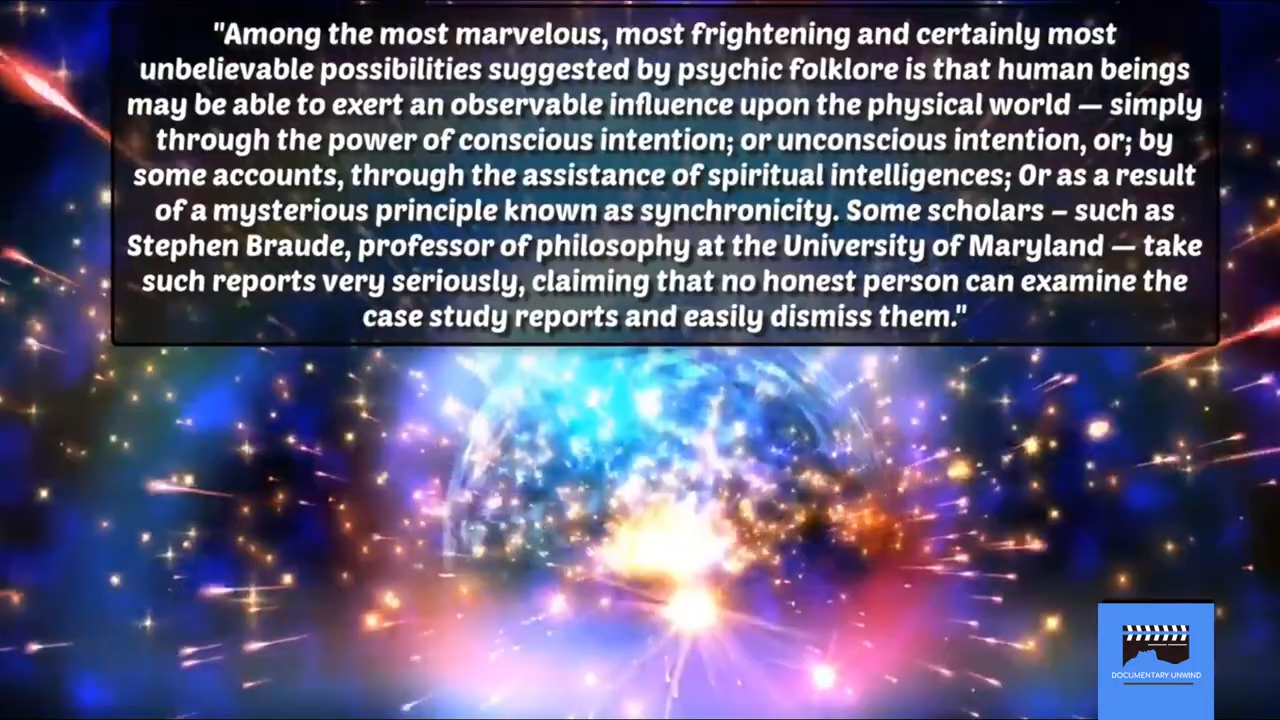 "Among the most marvelous, most frightening and certainly most
unbelievable possibilities suggested by psychic folklore is that human beings
may be able to exert an observable influence upon the physical world — simply
through the power of conscious intention; or unconscious intention, or; by
some accounts, through the assistance of spiritual intelligences; Or as a result
of a mysterious principle known as synchronicity. Some scholars – such as
Stephen Braude, professor of philosophy at the University of Maryland — take
such reports very seriously, claiming that no honest person can examine the
case study reports and easily dismiss them."
DOCUMENTARY UNWIND